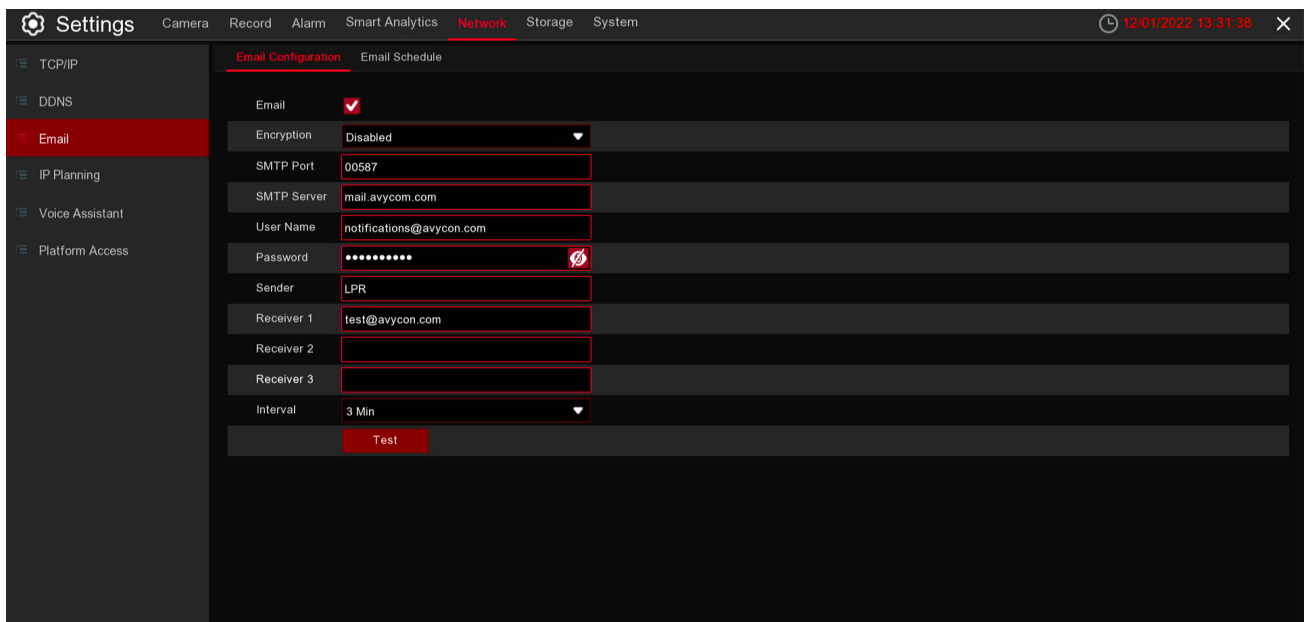 Settings Camera Record Alarm Smart Analytics Network Storage System 12/01/2022 13:31:38
TCP/IP
DDNS
Email
IP Planning
Voice Assistant
Platform Access
Email Configuration Email Schedule
Email
Encryption Disabled
SMTP Port 00587
SMTP Server mail.avycom.com
User Name notifications@avycon.com
Password ••••••••••
Sender LPR
Receiver 1 test@avycon.com
Receiver 2
Receiver 3
Interval 3 Min
Test